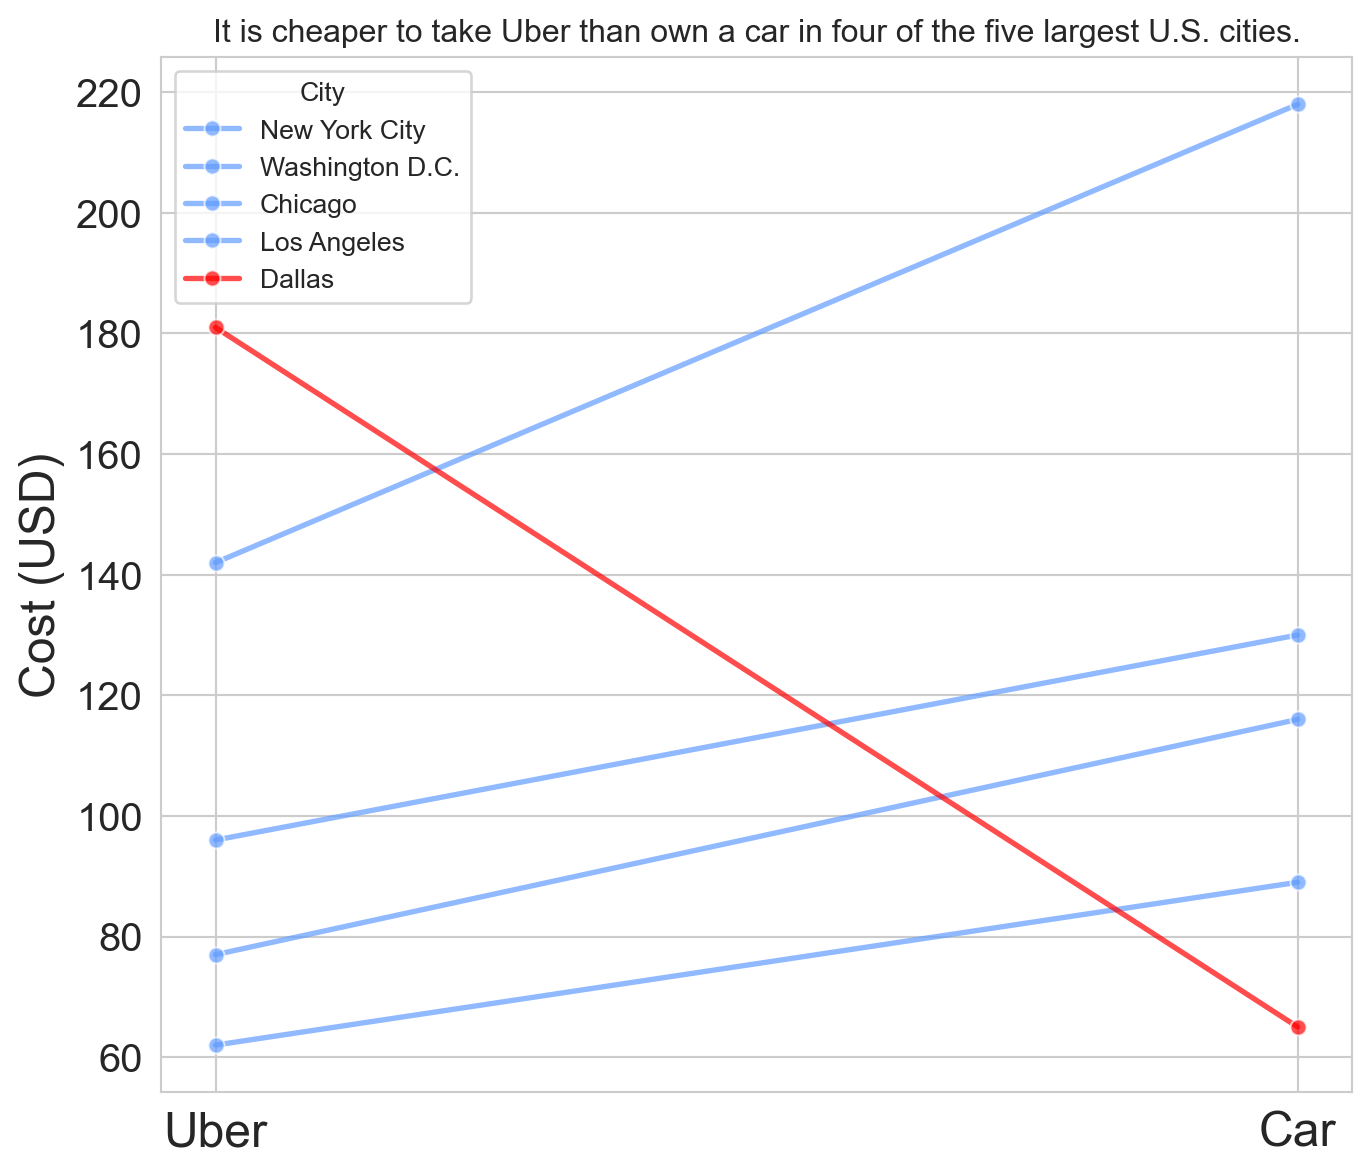 It is cheaper to take Uber than own a car in four of the five largest U.S. cities.
City
New York City
Washington D.C.
Chicago
Los Angeles
Dallas
220
200
180
160
140
120
100
80
60
Cost (USD)
Uber
Car